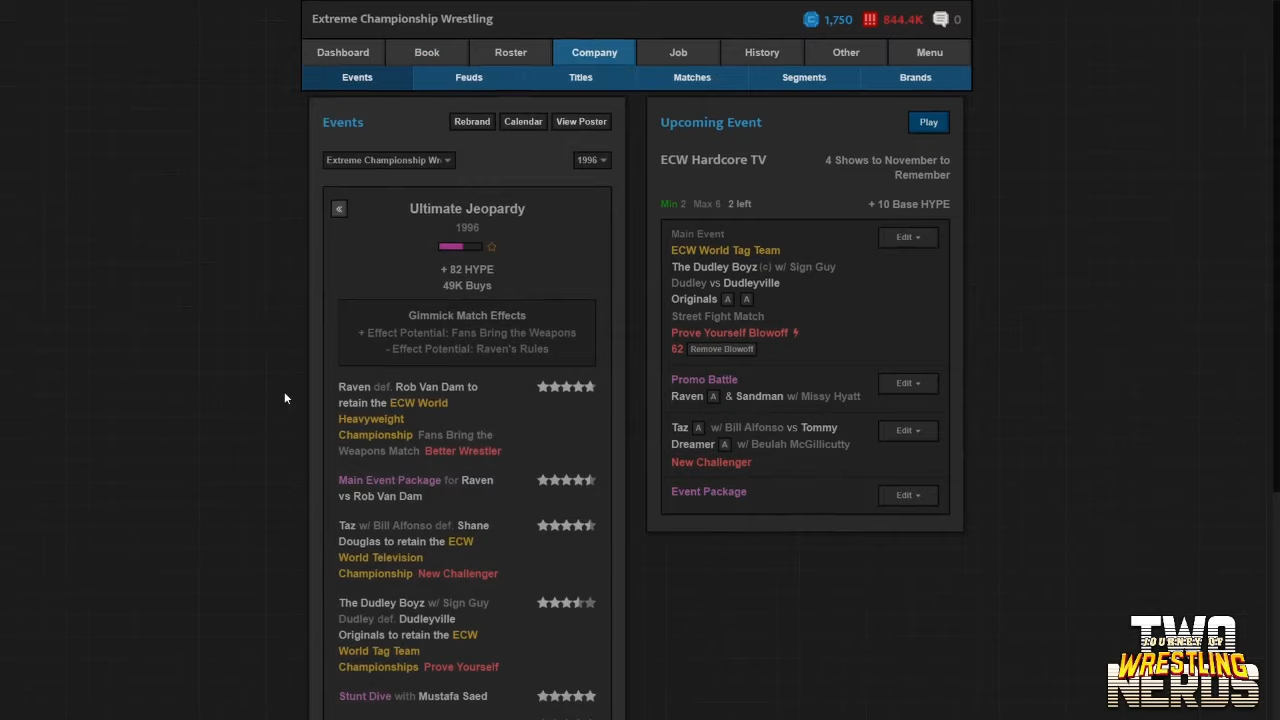 Extreme Championship Wrestling
1,750 844.4K 0
Dashboard Book Roster Company Job History Other Menu
Events Feuds Titles Matches Segments Brands
Events Rebrand Calendar View Poster
Extreme Championship Wr 1996
«
Ultimate Jeopardy
1996
+ 82 HYPE
49K Buys
Gimmick Match Effects
+ Effect Potential: Fans Bring the Weapons
- Effect Potential: Raven's Rules
Raven def. Rob Van Dam to
retain the ECW World
Heavyweight
Championship Fans Bring the
Weapons Match Better Wrestler
Main Event Package for Raven
vs Rob Van Dam
Taz w/ Bill Alfonso def. Shane
Douglas to retain the ECW
World Television
Championship New Challenger
The Dudley Boyz w/ Sign Guy
Dudley def. Dudleyville
Originals to retain the ECW
World Tag Team
Championships Prove Yourself
Stunt Dive with Mustafa Saed
Upcoming Event Play
ECW Hardcore TV 4 Shows to November to
Remember
Min 2 Max 6 2 left + 10 Base HYPE
Main Event Edit
ECW World Tag Team
The Dudley Boyz (c) w/ Sign Guy
Dudley vs Dudleyville
Originals A A
Street Fight Match
Prove Yourself Blowoff
62 Remove Blowoff
Promo Battle Edit
Raven A & Sandman w/ Missy Hyatt
Taz A w/ Bill Alfonso vs Tommy Edit
Dreamer A w/ Beulah McGillicutty
New Challenger
Event Package Edit
TWO
JOURNEY OF
WRESTLING
NERDS